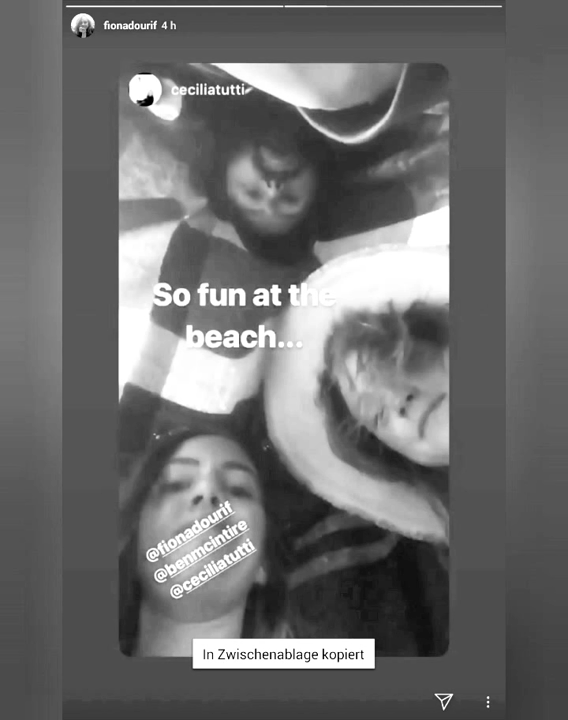 fionadourif 4 h
ceciliatutti
So fun at the
beach...
@fionadourif
@benmcintire
@ceciliatutti
In Zwischenablage kopiert